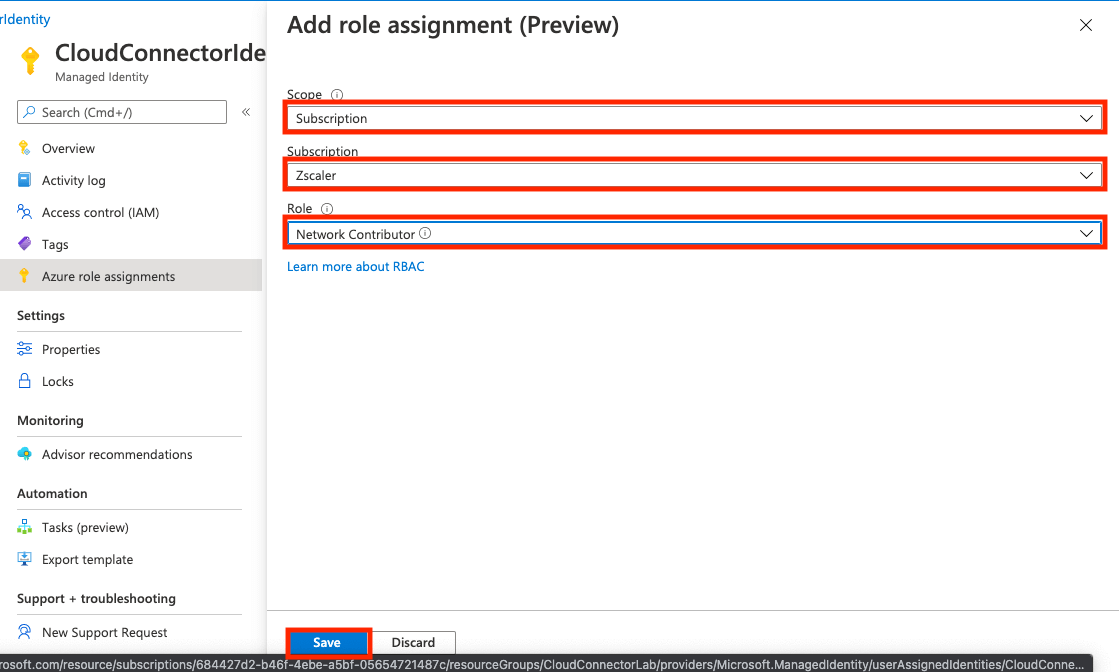 rIdentity
CloudConnectorIde
Managed Identity
Search (Cmd+/)
«
Overview
Activity log
Access control (IAM)
Tags
Azure role assignments
Settings
Properties
Locks
Monitoring
Advisor recommendations
Automation
Tasks (preview)
Export template
Support + troubleshooting
New Support Request
Add role assignment (Preview)
Scope
Subscription
Subscription
Zscaler
Role
Network Contributor
Learn more about RBAC
Save
Discard
rosoft.com/resource/subscriptions/684427d2-b46f-4ebe-a5bf-05654721487c/resourceGroups/CloudConnectorLab/providers/Microsoft.ManagedIdentity/userAssignedIdentities/CloudConne...